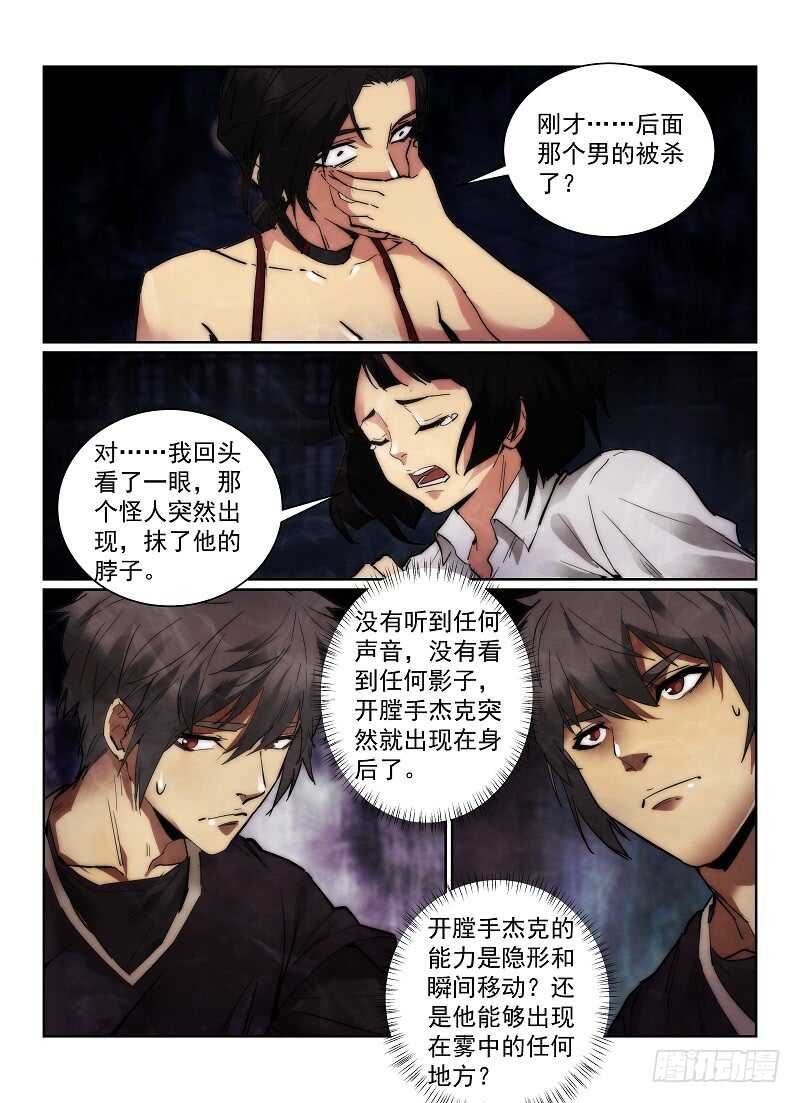 刚才……后面
那个男的被杀
了？
对……我回头
看了一眼，那
个怪人突然出
现，抹了他的
脖子。
没有听到任何
声音，没有看
到任何影子，
开膛手杰克突
然就出现在身
后了。
开膛手杰克的
能力是隐形和
瞬间移动？还
是他能够出现
在雾中的任何
地方？
腾讯动漫